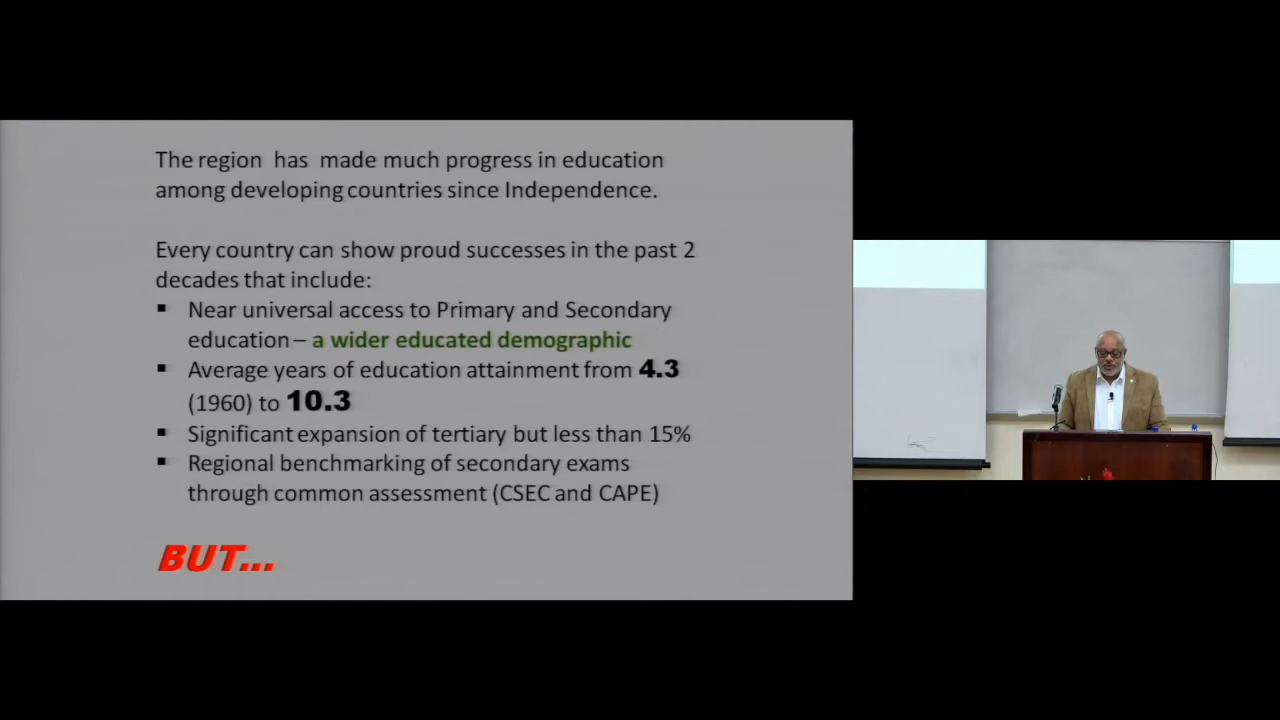 The region has made much progress in education
among developing countries since Independence.
Every country can show proud successes in the past 2
decades that include:
▪ Near universal access to Primary and Secondary
education – a wider educated demographic
▪ Average years of education attainment from 4.3
(1960) to 10.3
▪ Significant expansion of tertiary but less than 15%
▪ Regional benchmarking of secondary exams
through common assessment (CSEC and CAPE)
BUT...